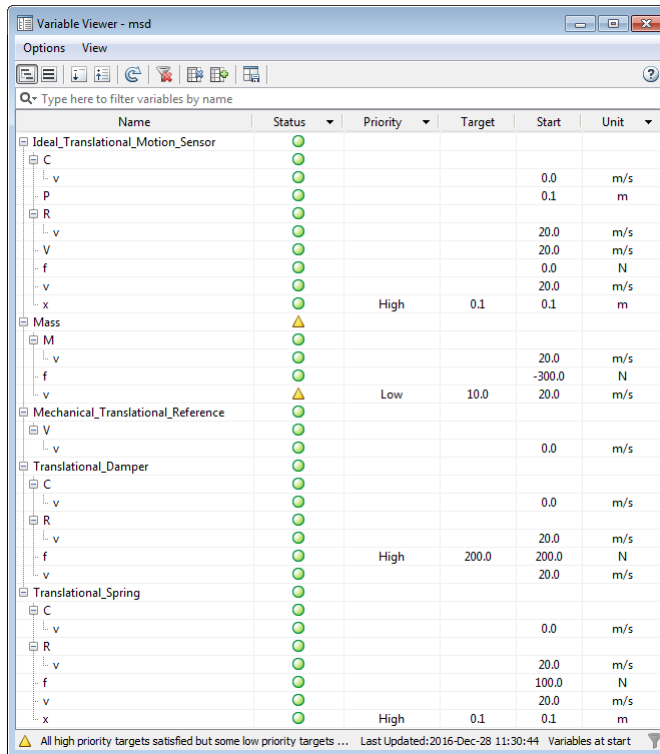 Variable Viewer - msd
Options View
Type here to filter variables by name
Name Status Priority Target Start Unit
Ideal_Translational_Motion_Sensor
C
v 0.0 m/s
P 0.1 m
R
v 20.0 m/s
V 20.0 m/s
f 0.0 N
v 20.0 m/s
x High 0.1 0.1 m
Mass
M
v 20.0 m/s
f -300.0 N
v Low 10.0 20.0 m/s
Mechanical_Translational_Reference
V
v 0.0 m/s
Translational_Damper
C
v 0.0 m/s
R
v 20.0 m/s
f High 200.0 200.0 N
v 20.0 m/s
Translational_Spring
C
v 0.0 m/s
R
v 20.0 m/s
f 100.0 N
v 20.0 m/s
x High 0.1 0.1 m
All high priority targets satisfied but some low priority targets ... Last Updated:2016-Dec-28 11:30:44 Variables at start